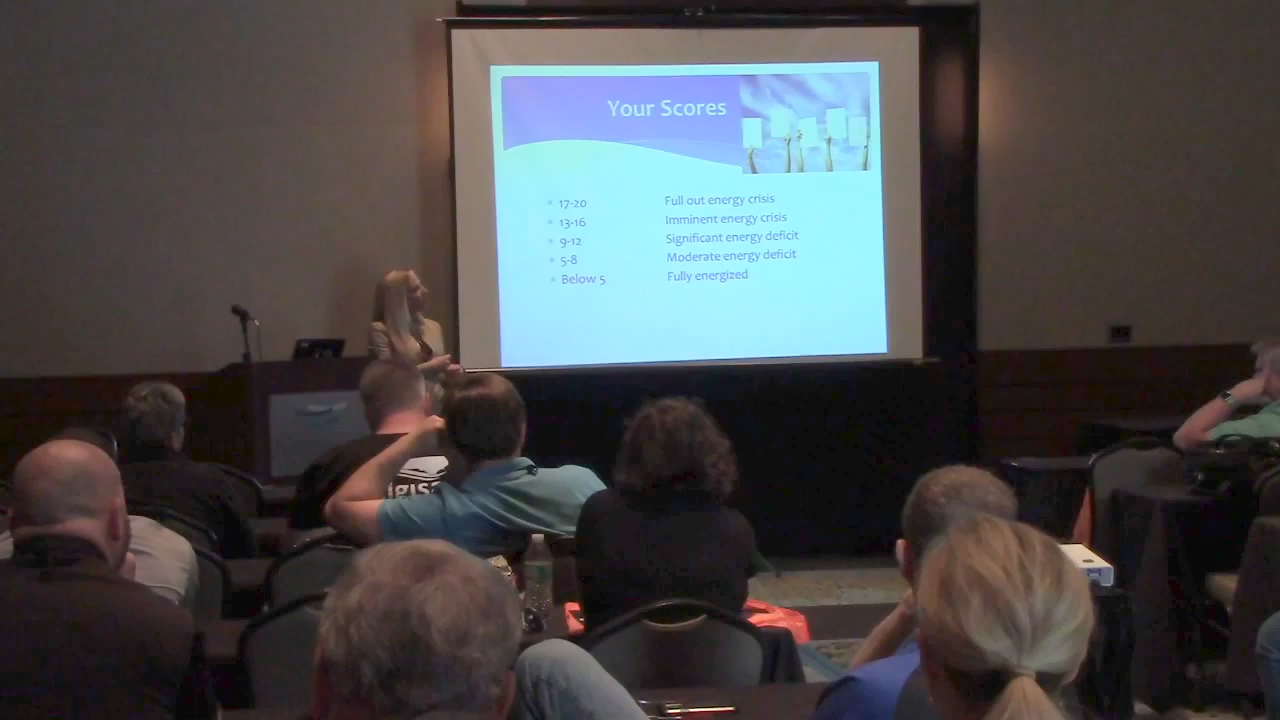 Your Scores
17-20 Full out energy crisis
13-16 Imminent energy crisis
9-12 Significant energy deficit
5-8 Moderate energy deficit
Below 5 Fully energized